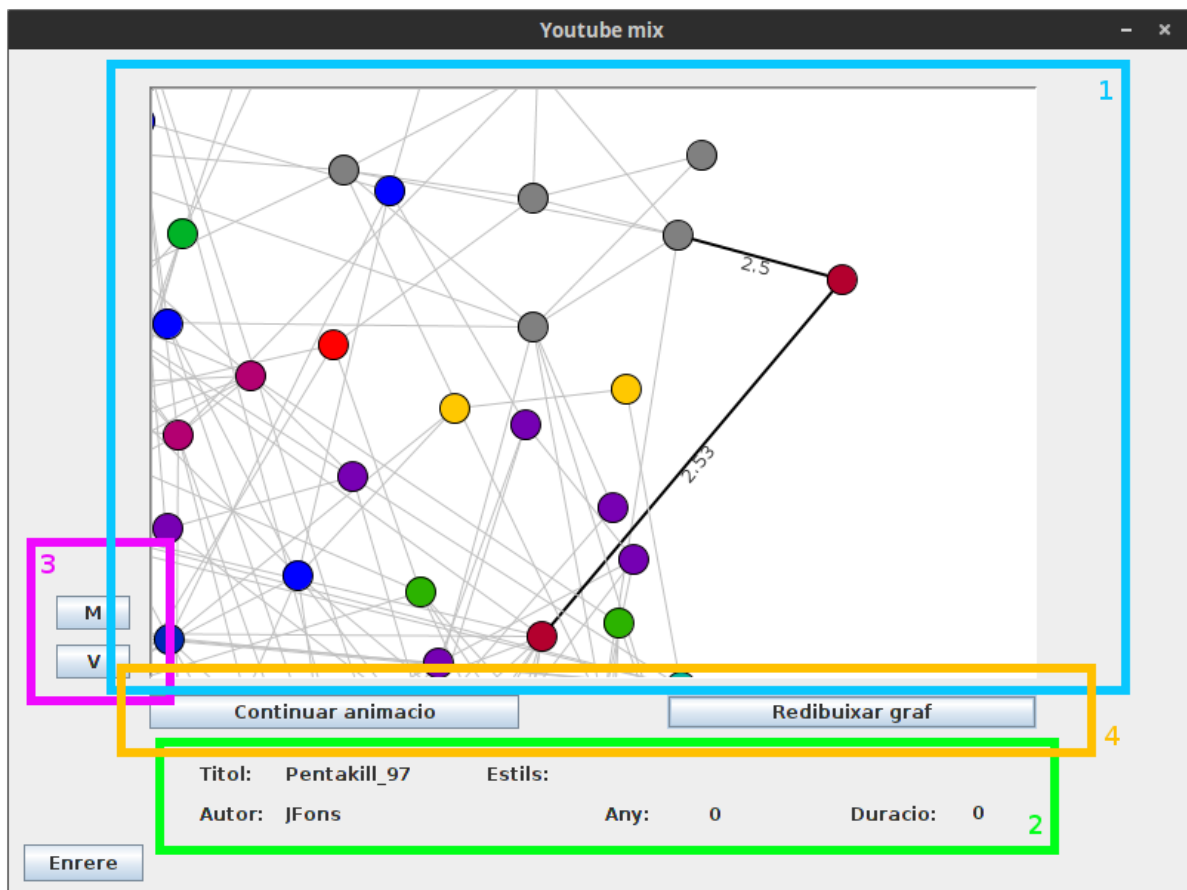 Youtube mix
1
2.5
2.53
3
M
V
Continuar animacio Redibuixar graf
4
Titol: Pentakill_97 Estils:
Autor: JFons Any: 0 Duracio: 0
2
Enrere